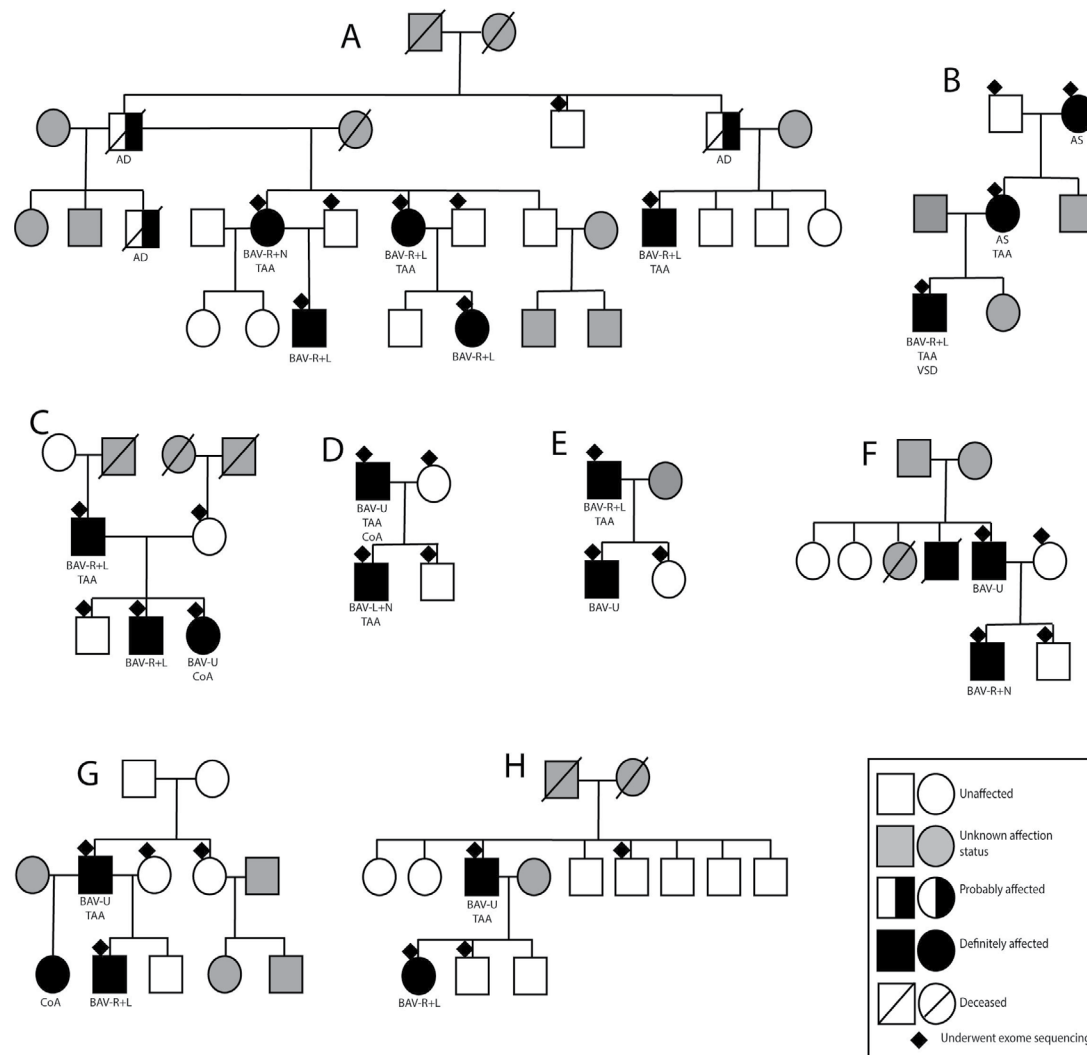 A
B
AD
AD
AS
AD
BAV-R+N
TAA
BAV-R+L
TAA
BAV-R+L
TAA
AS
TAA
BAV-R+L
BAV-R+L
BAV-R+L
TAA
VSD
C
D
E
F
BAV-R+L
TAA
BAV-U
TAA
CoA
BAV-R+L
TAA
BAV-U
BAV-R+L
BAV-U
CoA
BAV-L+N
TAA
BAV-U
BAV-R+N
G
H
BAV-U
TAA
BAV-U
TAA
CoA
BAV-R+L
BAV-R+L
Unaffected
Unknown affection
status
Probably affected
Definitely affected
Deceased
Underwent exome sequencing